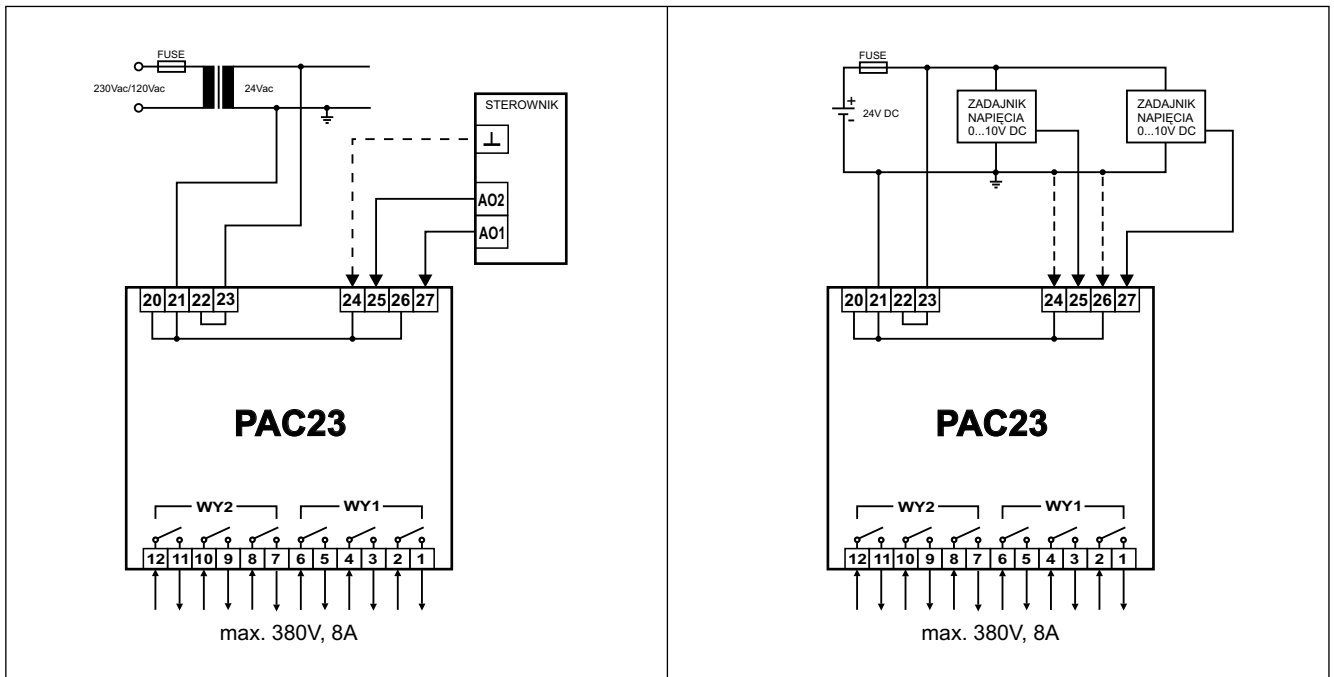 FUSE
230Vac/120Vac
24Vac
STEROWNIK
AO2
AO1
20 21 22 23 24 25 26 27
PAC23
WY2 WY1
12 11 10 9 8 7 6 5 4 3 2 1
max. 380V, 8A
FUSE
+
-
24V DC
ZADAJNIK
NAPIĘCIA
0...10V DC
ZADAJNIK
NAPIĘCIA
0...10V DC
20 21 22 23 24 25 26 27
PAC23
WY2 WY1
12 11 10 9 8 7 6 5 4 3 2 1
max. 380V, 8A